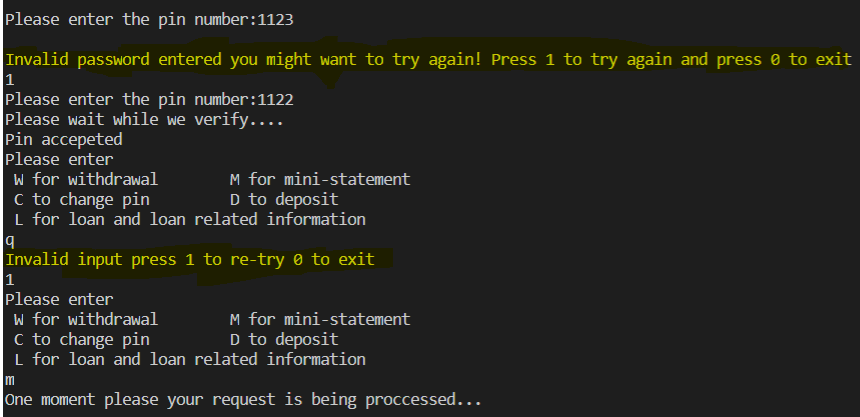 Please enter the pin number:1123
Invalid password entered you might want to try again! Press 1 to try again and press 0 to exit
1
Please enter the pin number:1122
Please wait while we verify....
Pin accepeted
Please enter
W for withdrawal        M for mini-statement
C to change pin         D to deposit
L for loan and loan related information
q
Invalid input press 1 to re-try 0 to exit
1
Please enter
W for withdrawal        M for mini-statement
C to change pin         D to deposit
L for loan and loan related information
m
One moment please your request is being proccessed...